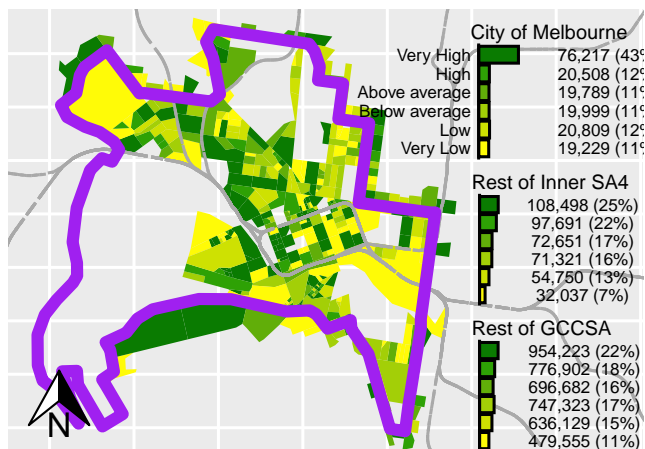 City of Melbourne
Very High 76,217 (43%
High 20,508 (12%
Above average 19,789 (11%
Below average 19,999 (11%
Low 20,809 (12%
Very Low 19,229 (11%
Rest of Inner SA4
108,498 (25%)
97,691 (22%)
72,651 (17%)
71,321 (16%)
54,750 (13%)
32,037 (7%)
Rest of GCCSA
954,223 (22%)
776,902 (18%)
696,682 (16%)
747,323 (17%)
636,129 (15%)
479,555 (11%)
N